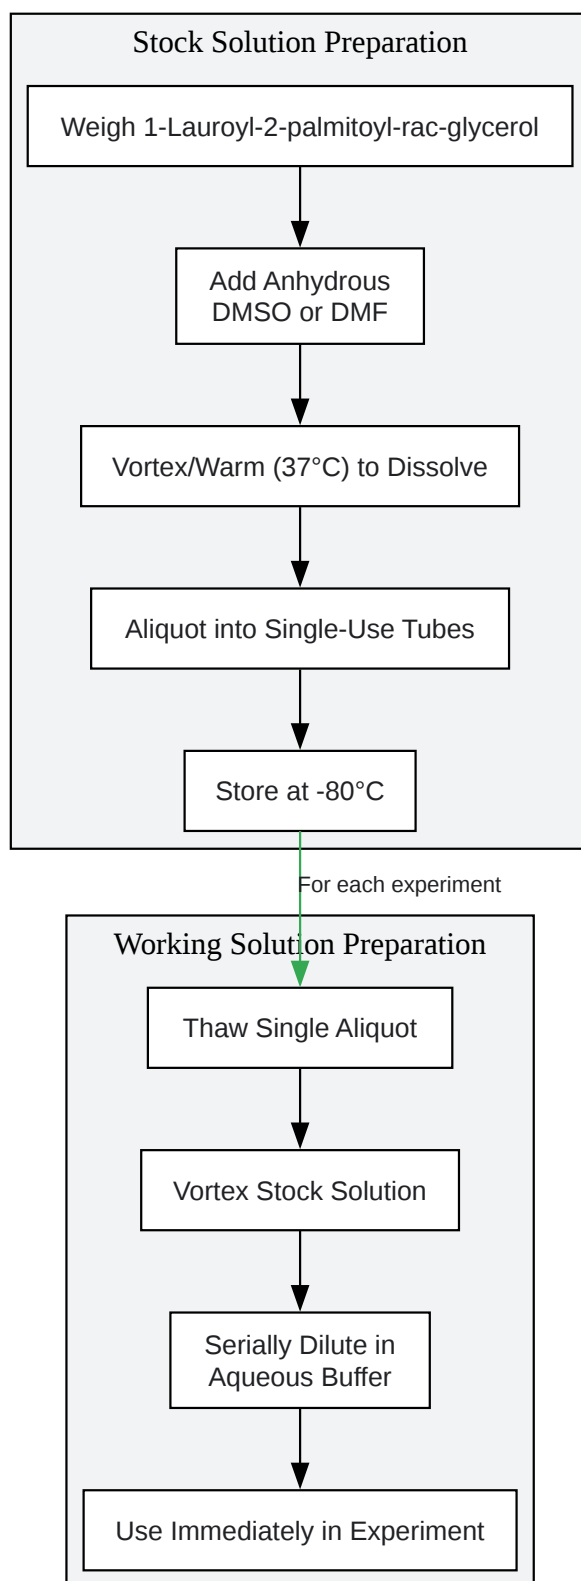 Stock Solution Preparation
Weigh 1-Lauroyl-2-palmitoyl-rac-glycerol
Add Anhydrous
DMSO or DMF
Vortex/Warm (37°C) to Dissolve
Aliquot into Single-Use Tubes
Store at -80°C
For each experiment
Working Solution Preparation
Thaw Single Aliquot
Vortex Stock Solution
Serially Dilute in
Aqueous Buffer
Use Immediately in Experiment